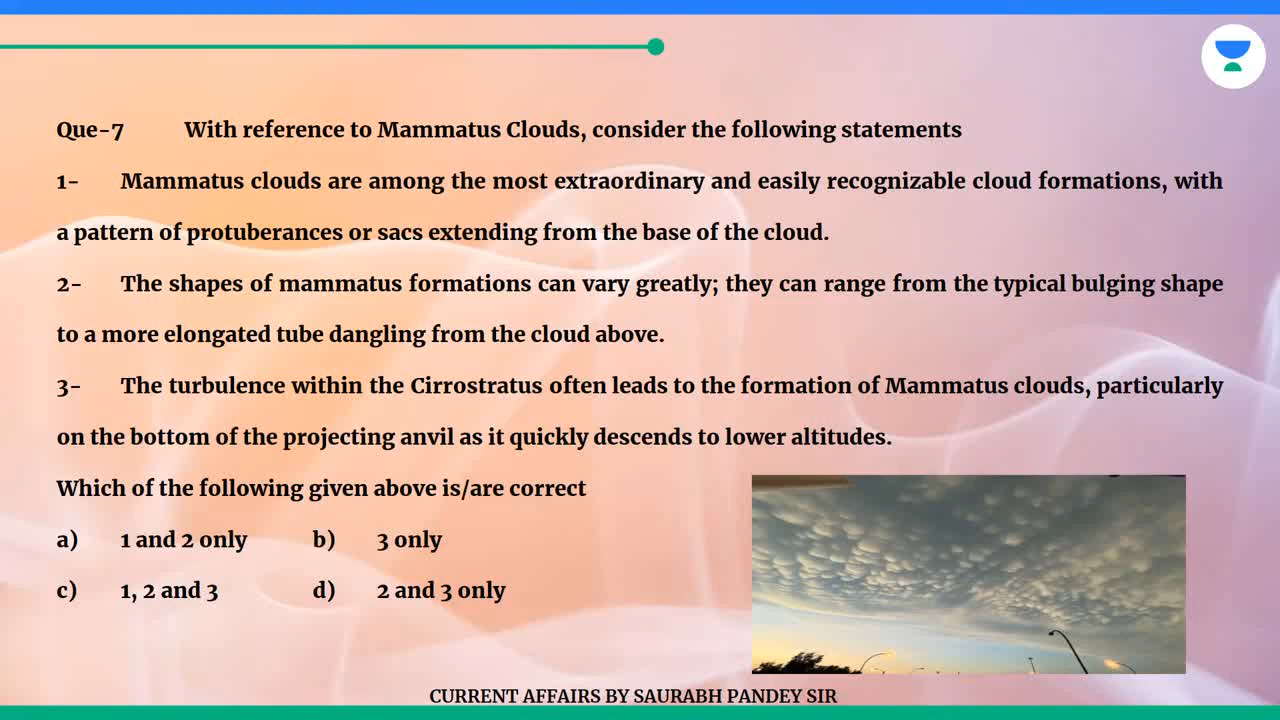 Que-7 With reference to Mammatus Clouds, consider the following statements
1- Mammatus clouds are among the most extraordinary and easily recognizable cloud formations, with
a pattern of protuberances or sacs extending from the base of the cloud.
2- The shapes of mammatus formations can vary greatly; they can range from the typical bulging shape
to a more elongated tube dangling from the cloud above.
3- The turbulence within the Cirrostratus often leads to the formation of Mammatus clouds, particularly
on the bottom of the projecting anvil as it quickly descends to lower altitudes.
Which of the following given above is/are correct
a) 1 and 2 only b) 3 only
c) 1, 2 and 3 d) 2 and 3 only
CURRENT AFFAIRS BY SAURABH PANDEY SIR